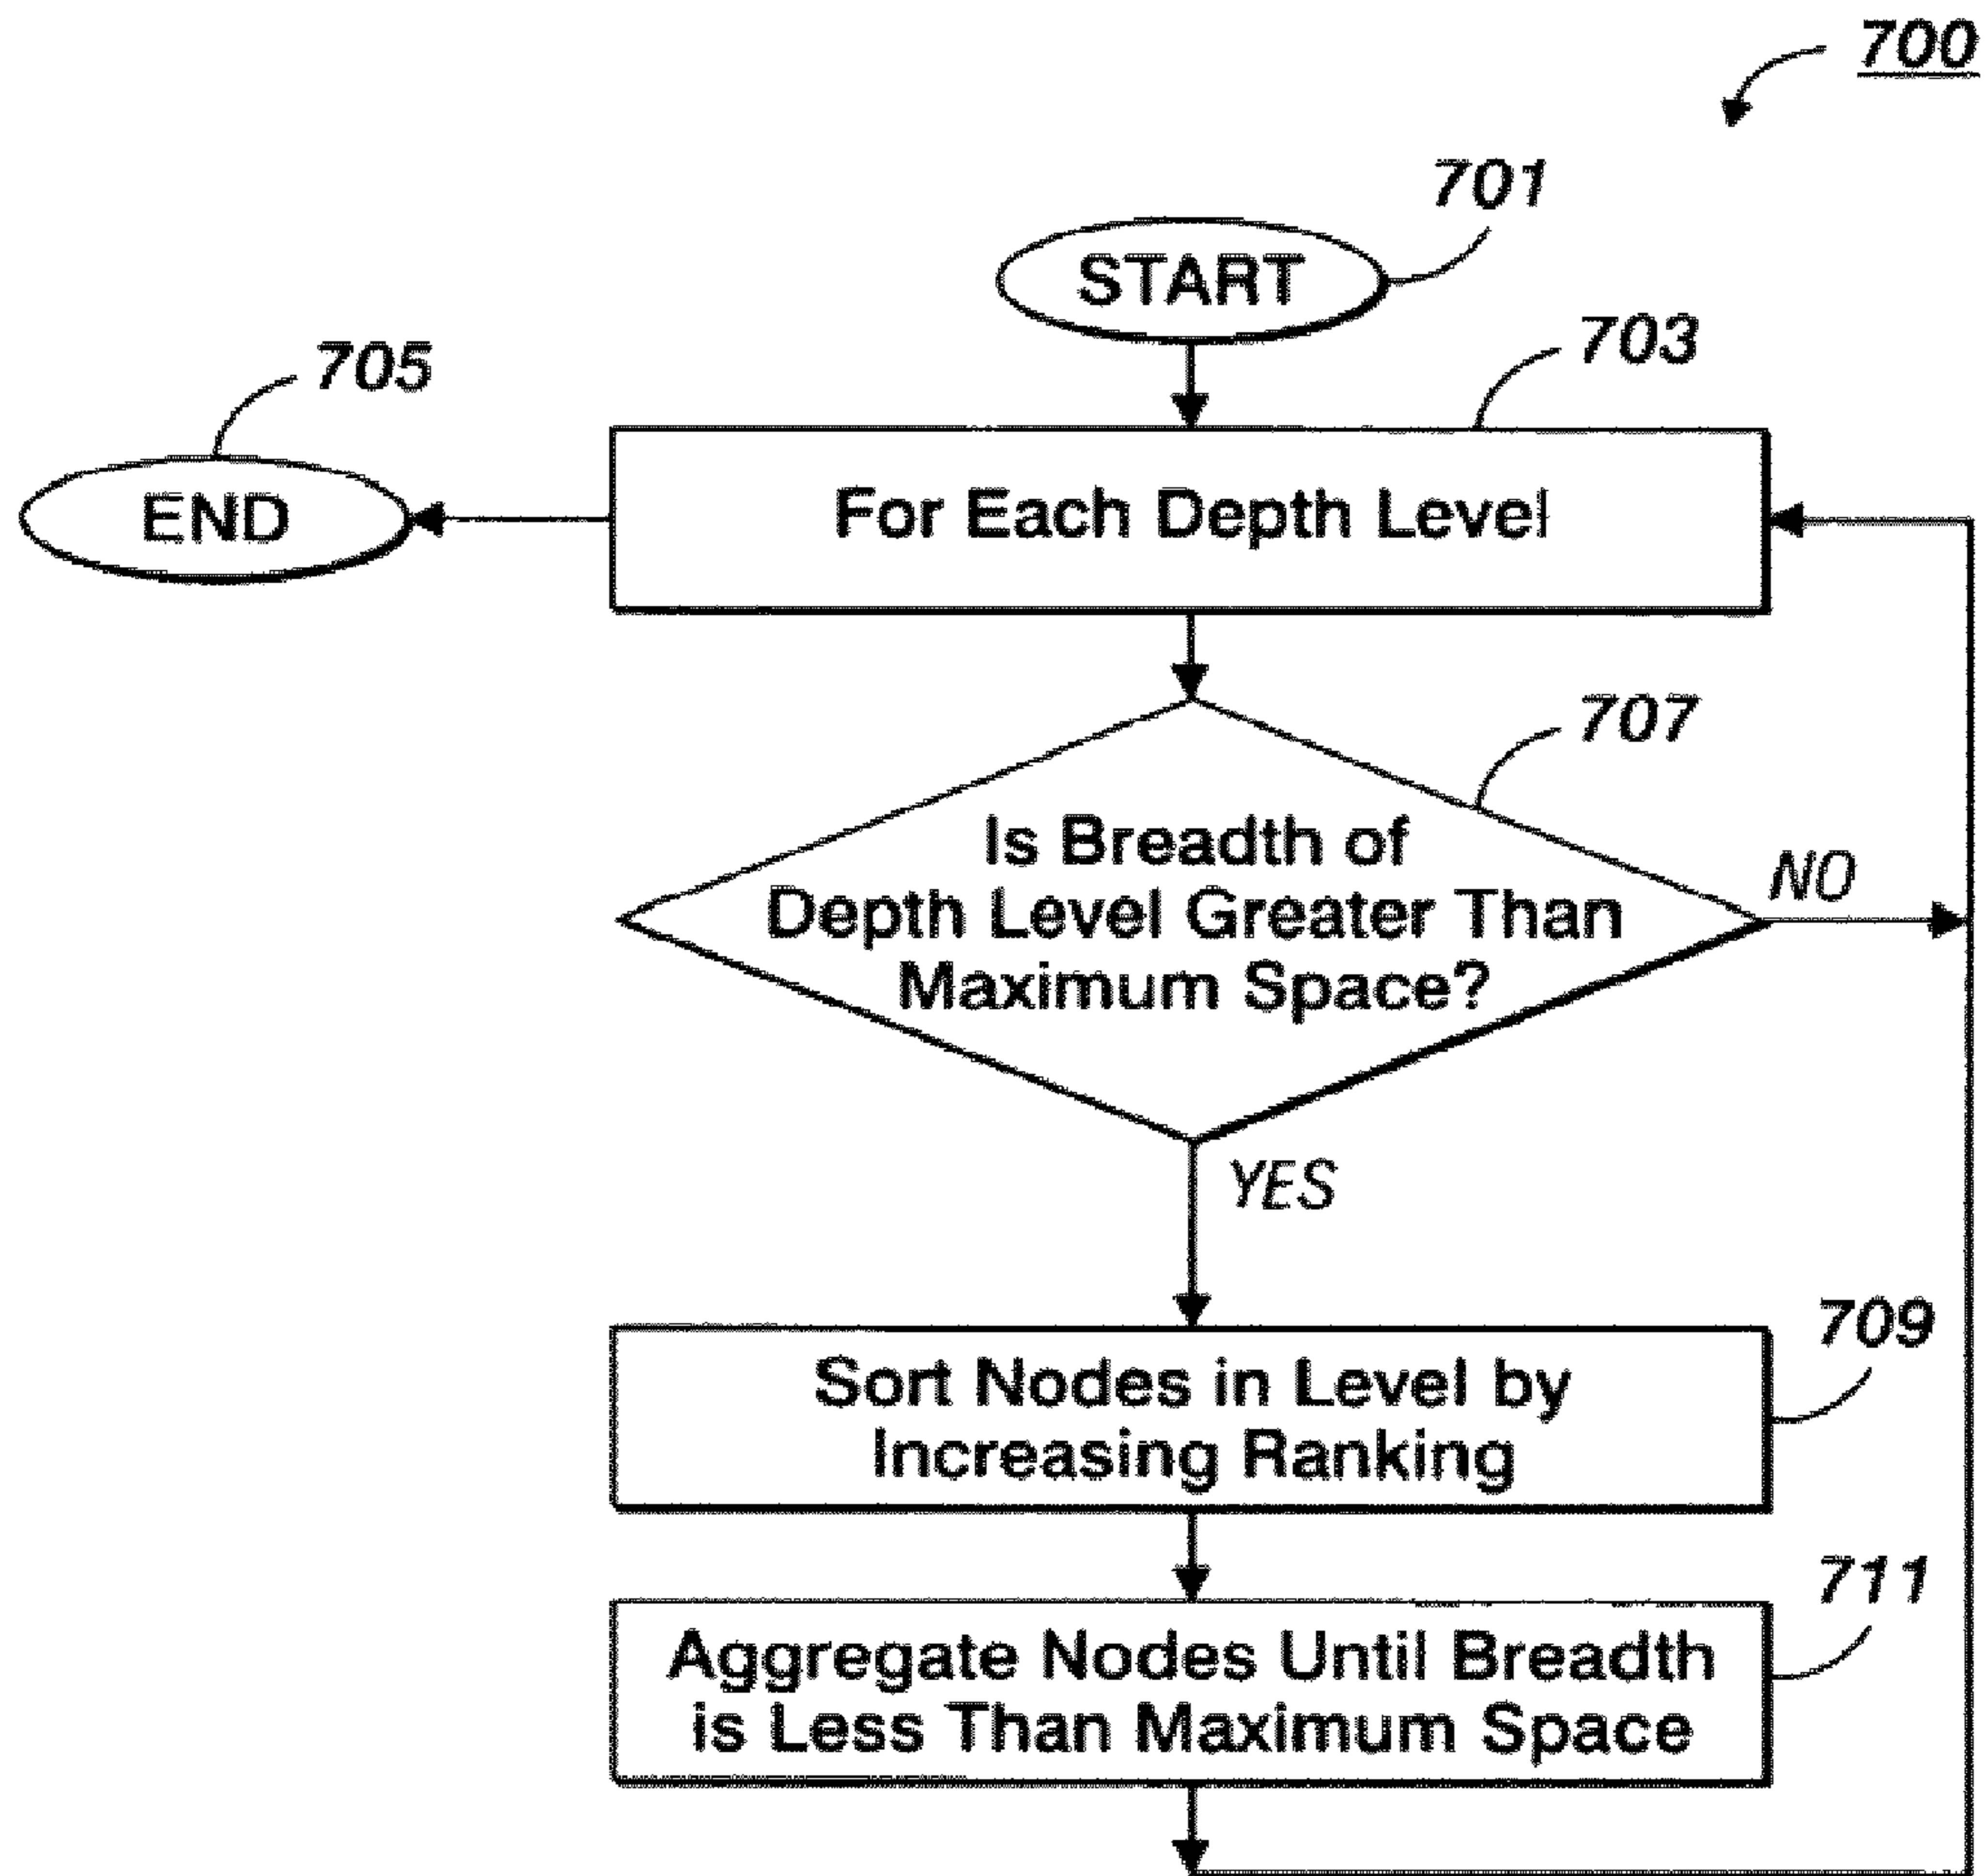 700
701
START
703
705
END
For Each Depth Level
707
Is Breadth of
Depth Level Greater Than
Maximum Space?
NO
YES
709
Sort Nodes in Level by
Increasing Ranking
711
Aggregate Nodes Until Breadth
is Less Than Maximum Space